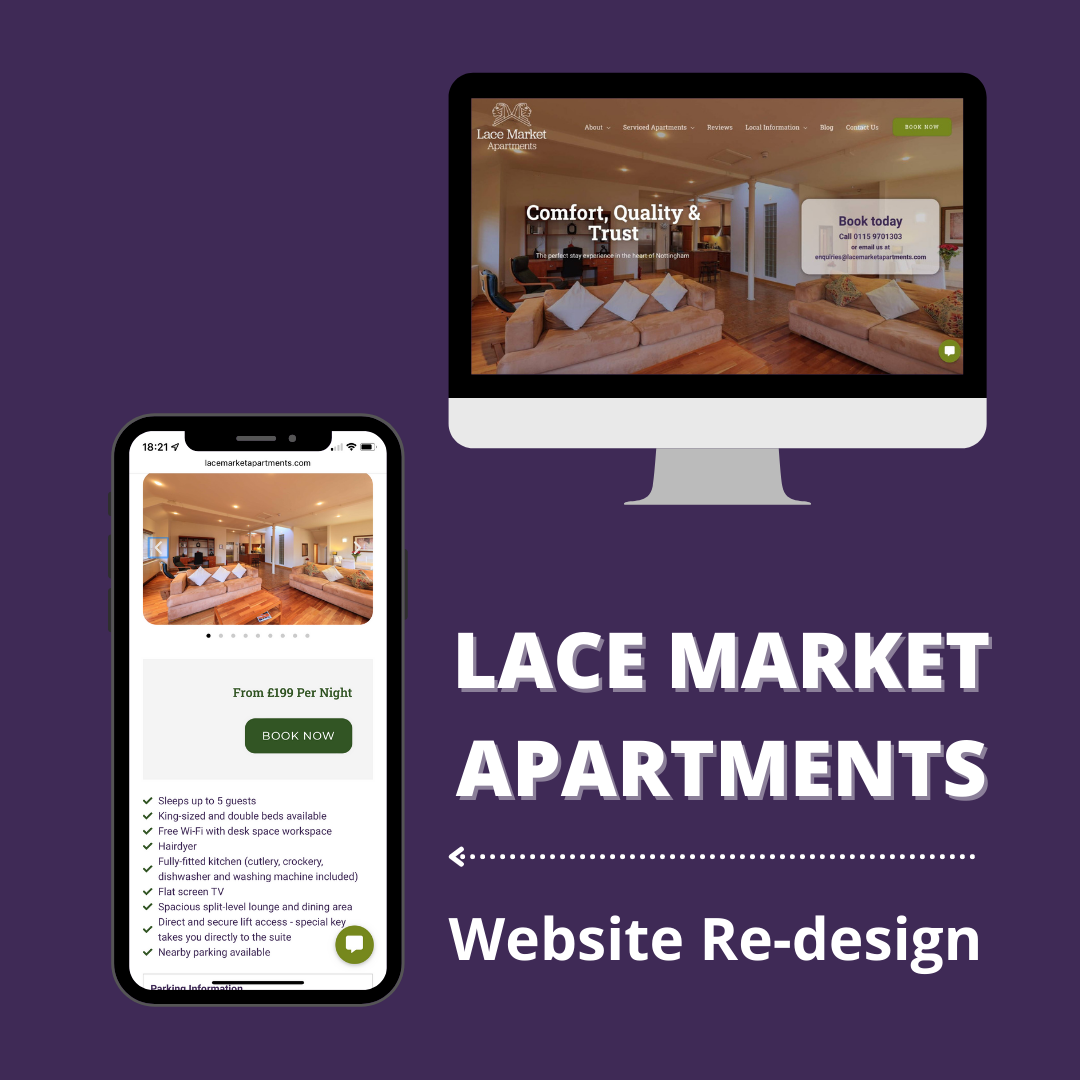 Lace Market
Apartments
About
Serviced Apartments
Reviews
Local Information
Blog
Contact Us
BOOK NOW
Comfort, Quality &
Trust
The perfect stay experience in the heart of Nottingham
Book today
Call 0115 9701303
or email us at
enquiries@lacemarketapartments.com
18:21
lacemarketapartments.com
From £199 Per Night
BOOK NOW
Sleeps up to 5 guests
King-sized and double beds available
Free Wi-Fi with desk space workspace
Hairdyer
Fully-fitted kitchen (cutlery, crockery,
dishwasher and washing machine included)
Flat screen TV
Spacious split-level lounge and dining area
Direct and secure lift access - special key
takes you directly to the suite
Nearby parking available
Parking Information
LACE MARKET
APARTMENTS
Website Re-design